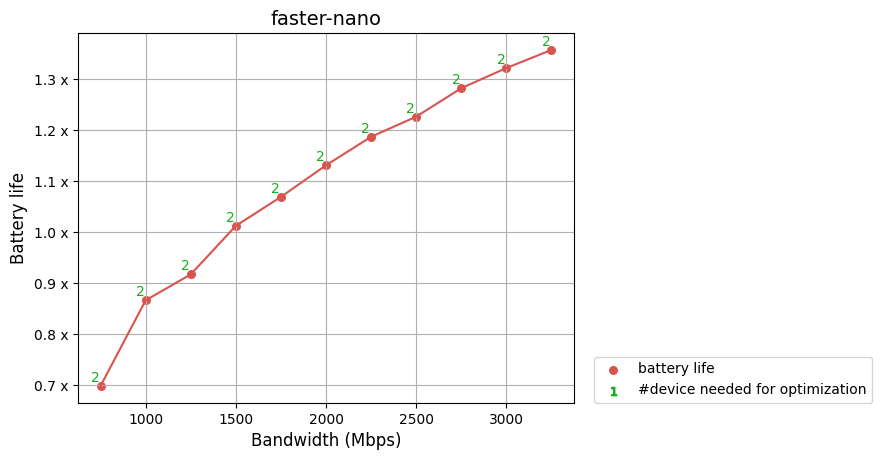 faster-nano
Battery life
1.3 x
1.2 x
1.1 x
1.0 x
0.9 x
0.8 x
0.7 x
2
2
2
2
2
2
2
2
2
2
2
1000
1500
2000
2500
3000
Bandwidth (Mbps)
battery life
1 #device needed for optimization